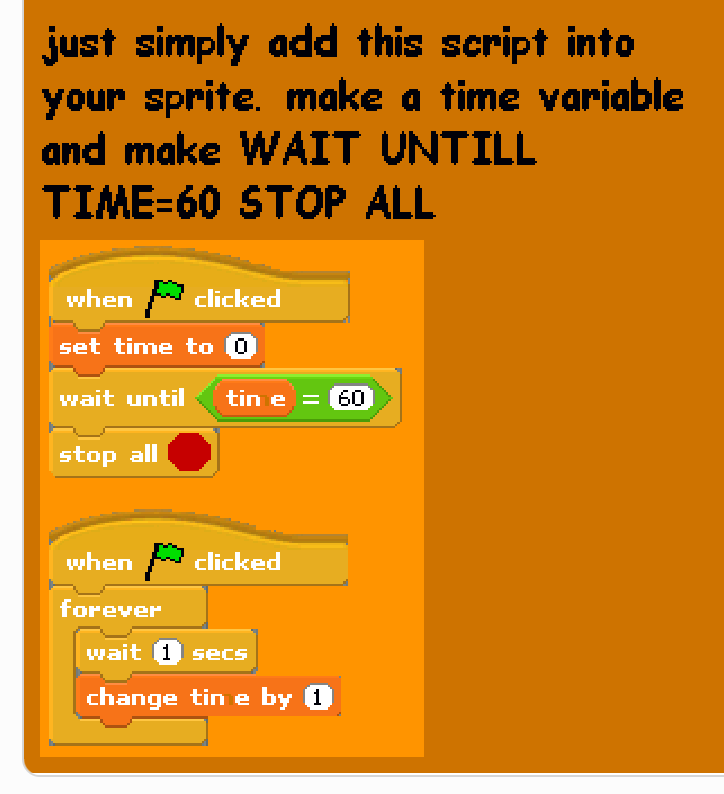 just simply add this script into
your sprite. make a time variable
and make WAIT UNTILL
TIME=60 STOP ALL
when clicked
set time to 0
wait until tin e = 60
stop all
when clicked
forever
wait 1 secs
change tin e by 1